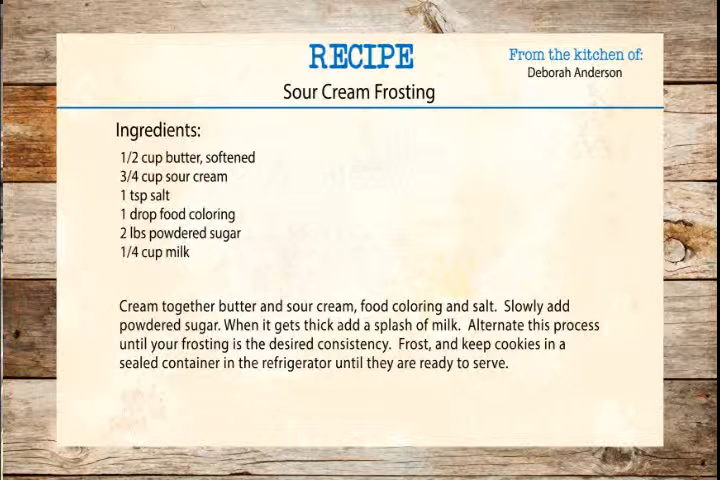 RECIPE
From the kitchen of:
Deborah Anderson
Sour Cream Frosting
Ingredients:
1/2 cup butter, softened
3/4 cup sour cream
1 tsp salt
1 drop food coloring
2 lbs powdered sugar
1/4 cup milk
Cream together butter and sour cream, food coloring and salt. Slowly add
powdered sugar. When it gets thick add a splash of milk. Alternate this process
until your frosting is the desired consistency. Frost, and keep cookies in a
sealed container in the refrigerator until they are ready to serve.